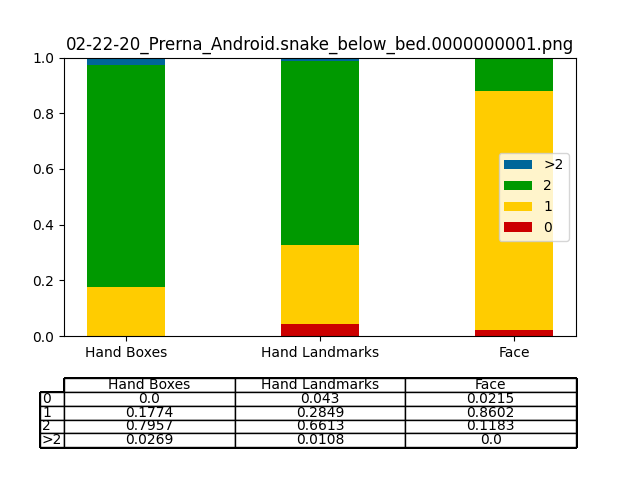 02-22-20_Prerna_Android.snake_below_bed.0000000001.png
1.0
0.8
0.6
0.4
0.2
0.0
>2
2
1
0
Hand Boxes Hand Landmarks Face
Hand Boxes Hand Landmarks Face
0 0.0 0.043 0.0215
1 0.1774 0.2849 0.8602
2 0.7957 0.6613 0.1183
>2 0.0269 0.0108 0.0